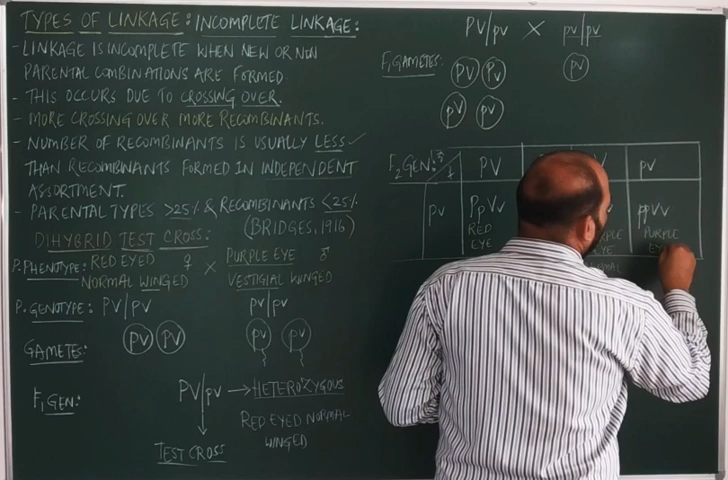 TYPES OF LINKAGE: INCOMPLETE LINKAGE:
- LINKAGE IS INCOMPLETE WHEN NEW OR NON
PARENTAL COMBINATIONS ARE FORMED
- THIS OCCURS DUE TO CROSSING OVER.
- MORE CROSSING OVER MORE RECOMBINANTS.
- NUMBER OF RECOMBINANTS IS USUALLY LESS
THAN RECOMBINANTS FORMED IN INDEPENDENT
ASSORTMENT.
- PARENTAL TYPES >25% & RECOMBINANTS <25%
(BRIDGES, 1916)
DIHYBRID TEST CROSS:
P. PHENOTYPE: RED EYED ♀ × PURPLE EYE ♂
NORMAL WINGED VESTIGIAL WINGED
P. GENOTYPE: PV/PV pv/pv
GAMETES: PV PV pv pv
F₁ GEN: PV/pv → HETEROZYGOUS
RED EYED NORMAL
WINGED
TEST CROSS
PV/pv × pv/pv
F₁ GAMETES: PV Pv pv
pV pv
F₂ GEN: ♂ PV pv
♀
pv PpVv ppVv
RED PURPLE
EYE EYE